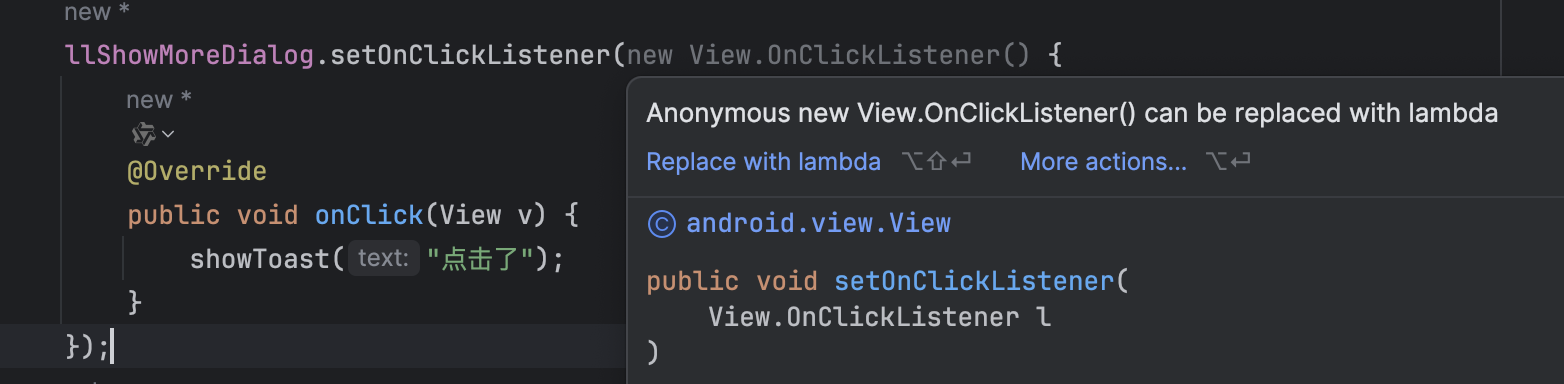 new *
llShowMoreDialog.setOnClickListener(new View.OnClickListener() {
new *
@Override
public void onClick(View v) {
showToast( text: "点击了");
}
});
Anonymous new View.OnClickListener() can be replaced with lambda
Replace with lambda ⌥⇧⏎ More actions... ⌥⏎
© android.view.View
public void setOnClickListener(
View.OnClickListener l
)